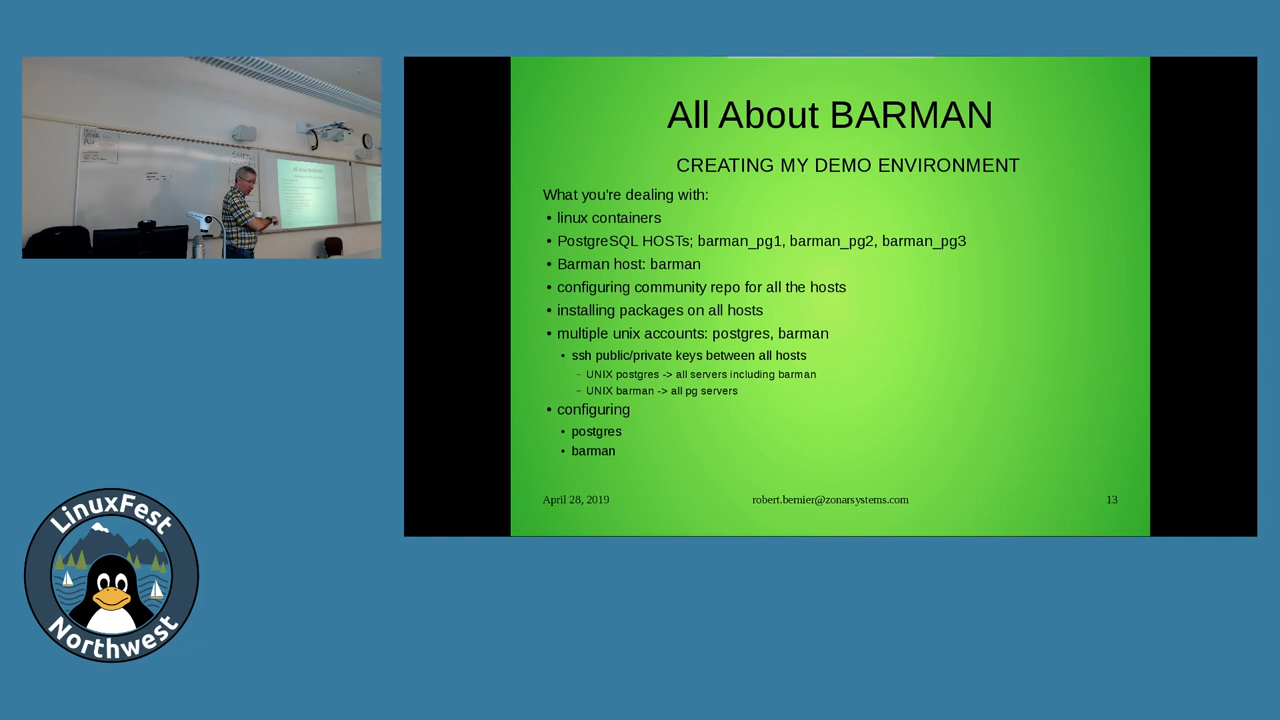 All About BARMAN
CREATING MY DEMO ENVIRONMENT
What you're dealing with:
• linux containers
• PostgreSQL HOSTs; barman_pg1, barman_pg2, barman_pg3
• Barman host: barman
• configuring community repo for all the hosts
• installing packages on all hosts
• multiple unix accounts: postgres, barman
• ssh public/private keys between all hosts
– UNIX postgres -> all servers including barman
– UNIX barman -> all pg servers
• configuring
• postgres
• barman
April 28, 2019 robert.bernier@zonarsystems.com 13
LinuxFest
Northwest